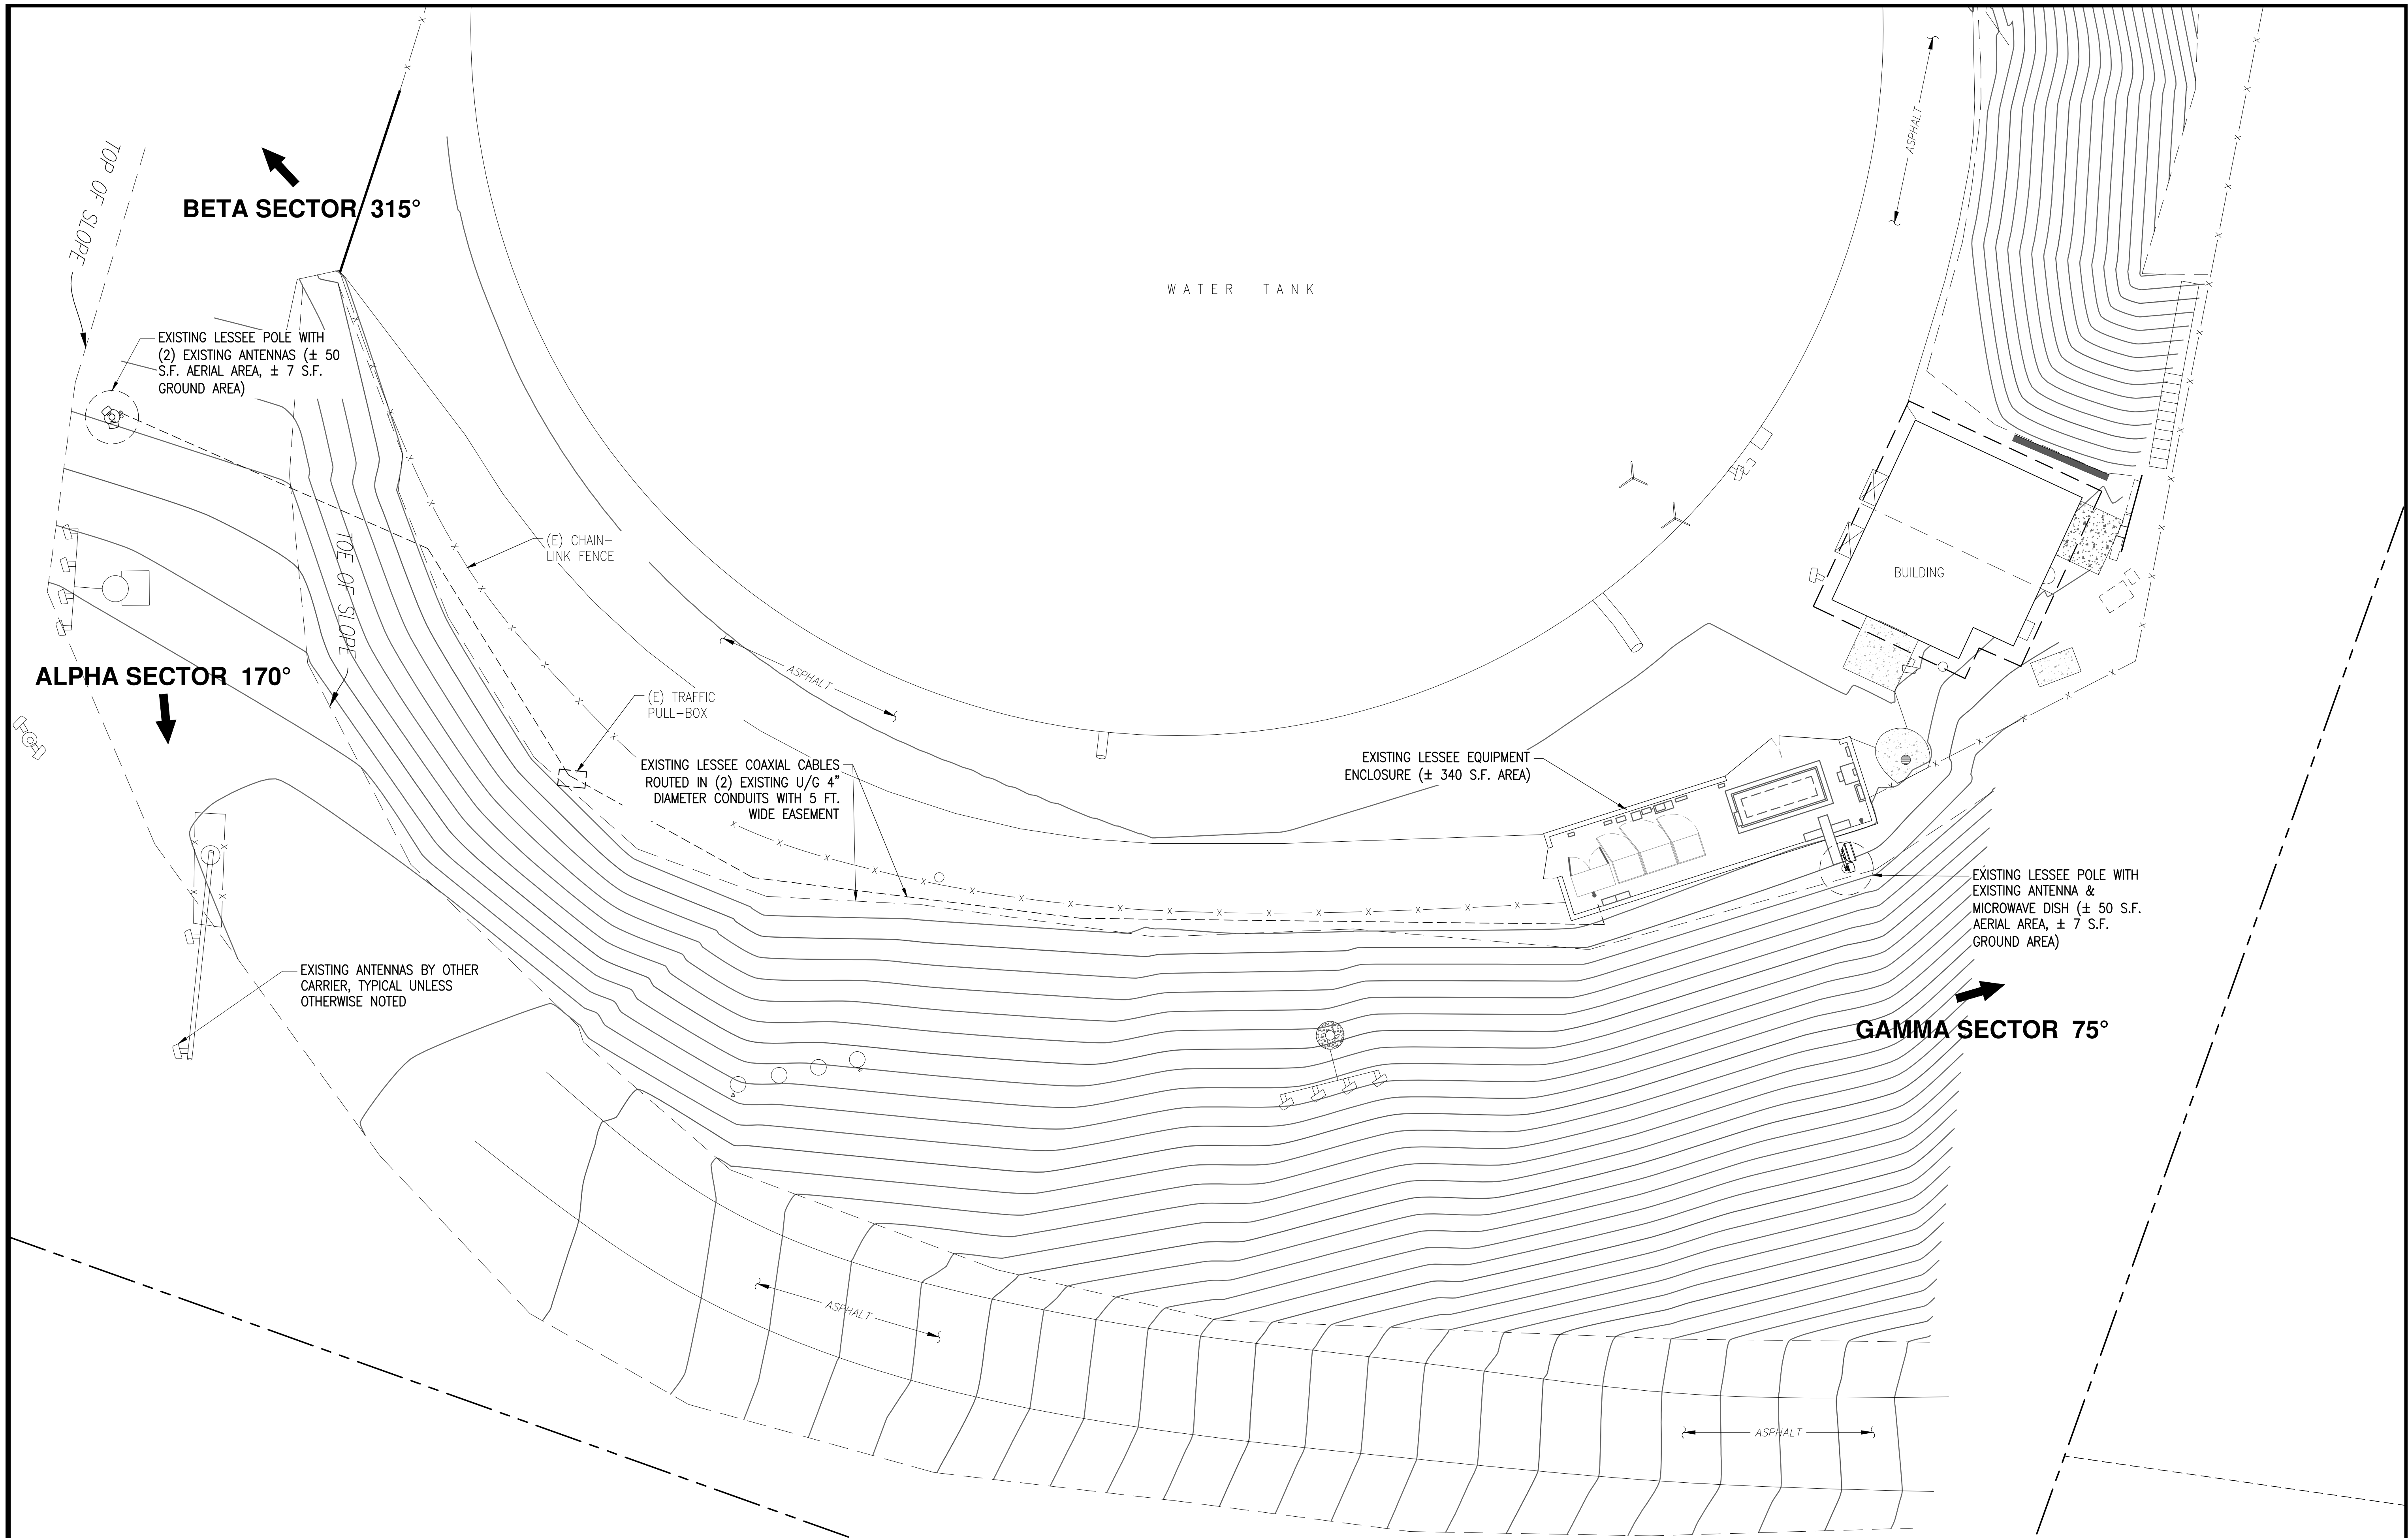 TOP OF SLOPE
BETA SECTOR 315°
ASPHALT
WATER TANK
EXISTING LESSEE POLE WITH
(2) EXISTING ANTENNAS (± 50
S.F. AERIAL AREA, ± 7 S.F.
GROUND AREA)
(E) CHAIN-
LINK FENCE
TOE OF SLOPE
BUILDING
ALPHA SECTOR 170°
ASPHALT
(E) TRAFFIC
PULL-BOX
EXISTING LESSEE COAXIAL CABLES
ROUTED IN (2) EXISTING U/G 4"
DIAMETER CONDUITS WITH 5 FT.
WIDE EASEMENT
EXISTING LESSEE EQUIPMENT
ENCLOSURE (± 340 S.F. AREA)
EXISTING LESSEE POLE WITH
EXISTING ANTENNA &
MICROWAVE DISH (± 50 S.F.
AERIAL AREA, ± 7 S.F.
GROUND AREA)
EXISTING ANTENNAS BY OTHER
CARRIER, TYPICAL UNLESS
OTHERWISE NOTED
GAMMA SECTOR 75°
ASPHALT
ASPHALT